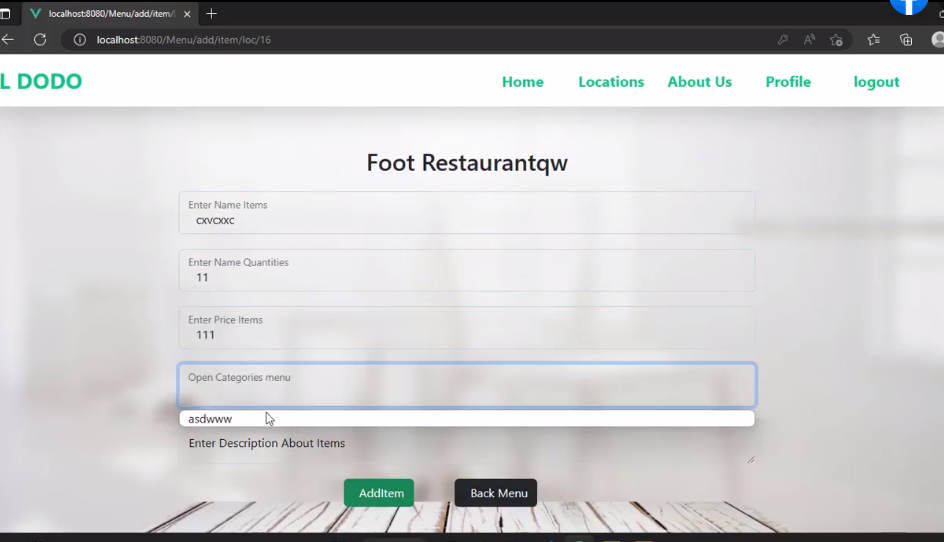 localhost:8080/Menu/add/item/l
localhost:8080/Menu/add/item/loc/16
L DODO
Home Locations About Us Profile logout
Foot Restaurantqw
Enter Name Items
cxvcxxc
Enter Name Quantities
11
Enter Price Items
111
Open Categories menu
asdwww
Enter Description About Items
AddItem Back Menu